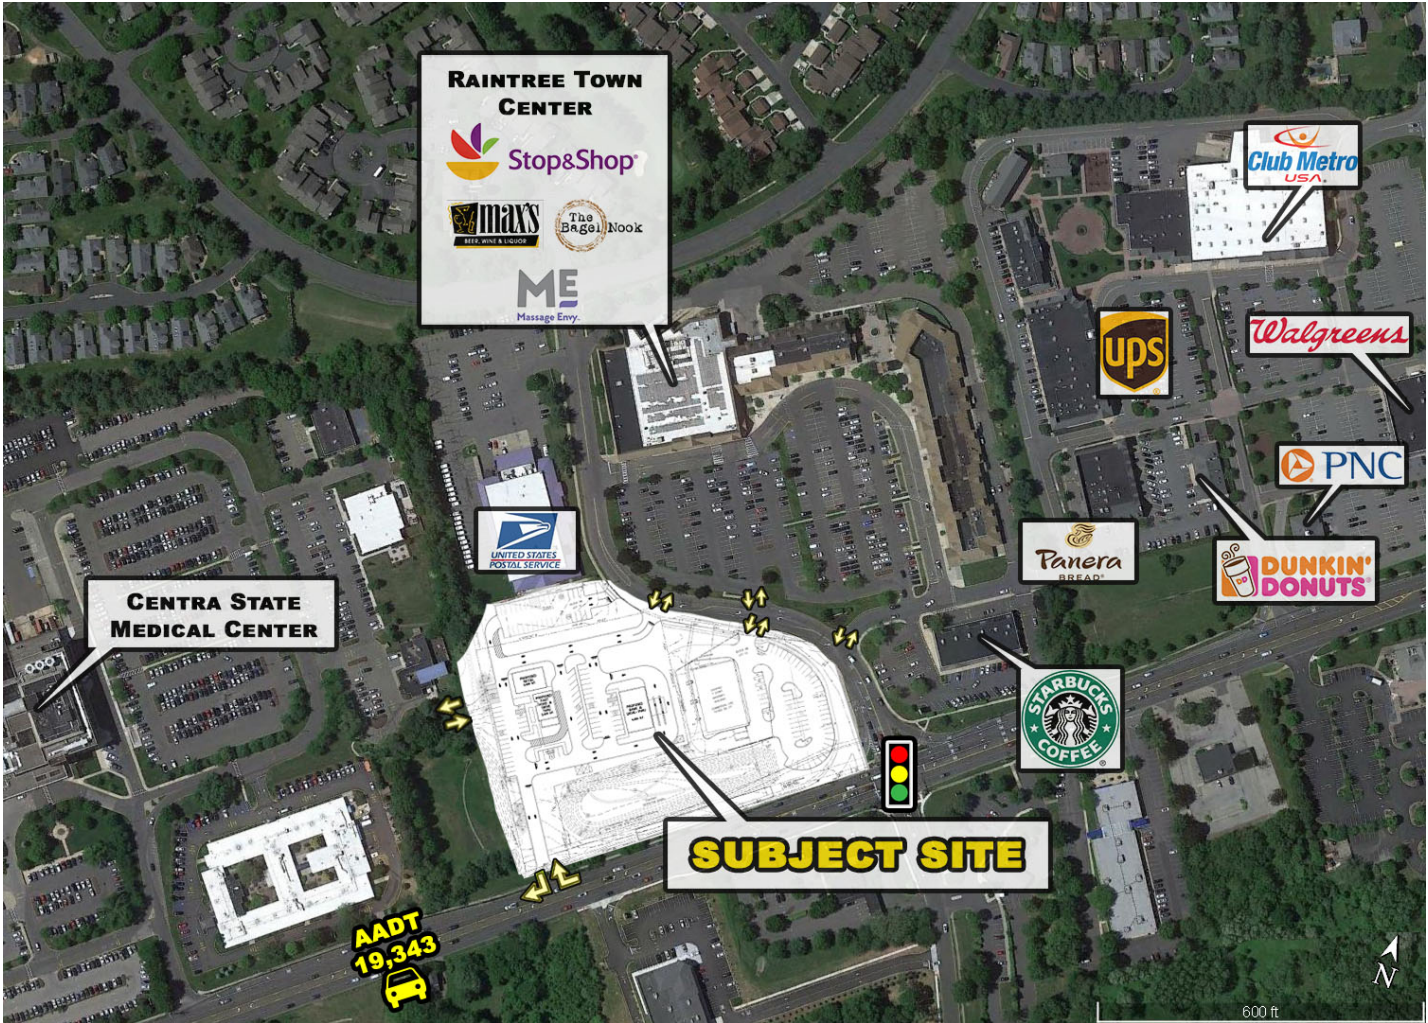 RAINTREE TOWN
CENTER
Stop&Shop®
max's
BEER, WINE & LIQUOR
The
Bagel Nook
ME
Massage Envy.
Club Metro
USA
ups
Walgreens
PNC
UNITED STATES
POSTAL SERVICE
Panera
BREAD®
DUNKIN'
DONUTS
CENTRA STATE
MEDICAL CENTER
STARBUCKS
COFFEE
SUBJECT SITE
AADT
19,343
N
600 ft